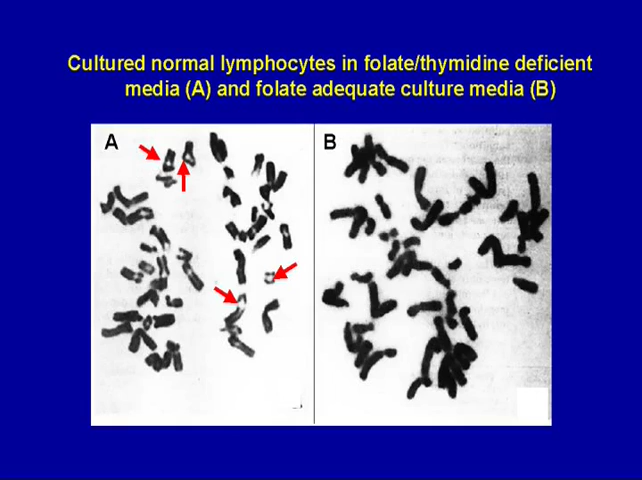 Cultured normal lymphocytes in folate/thymidine deficient
media (A) and folate adequate culture media (B)
A
B